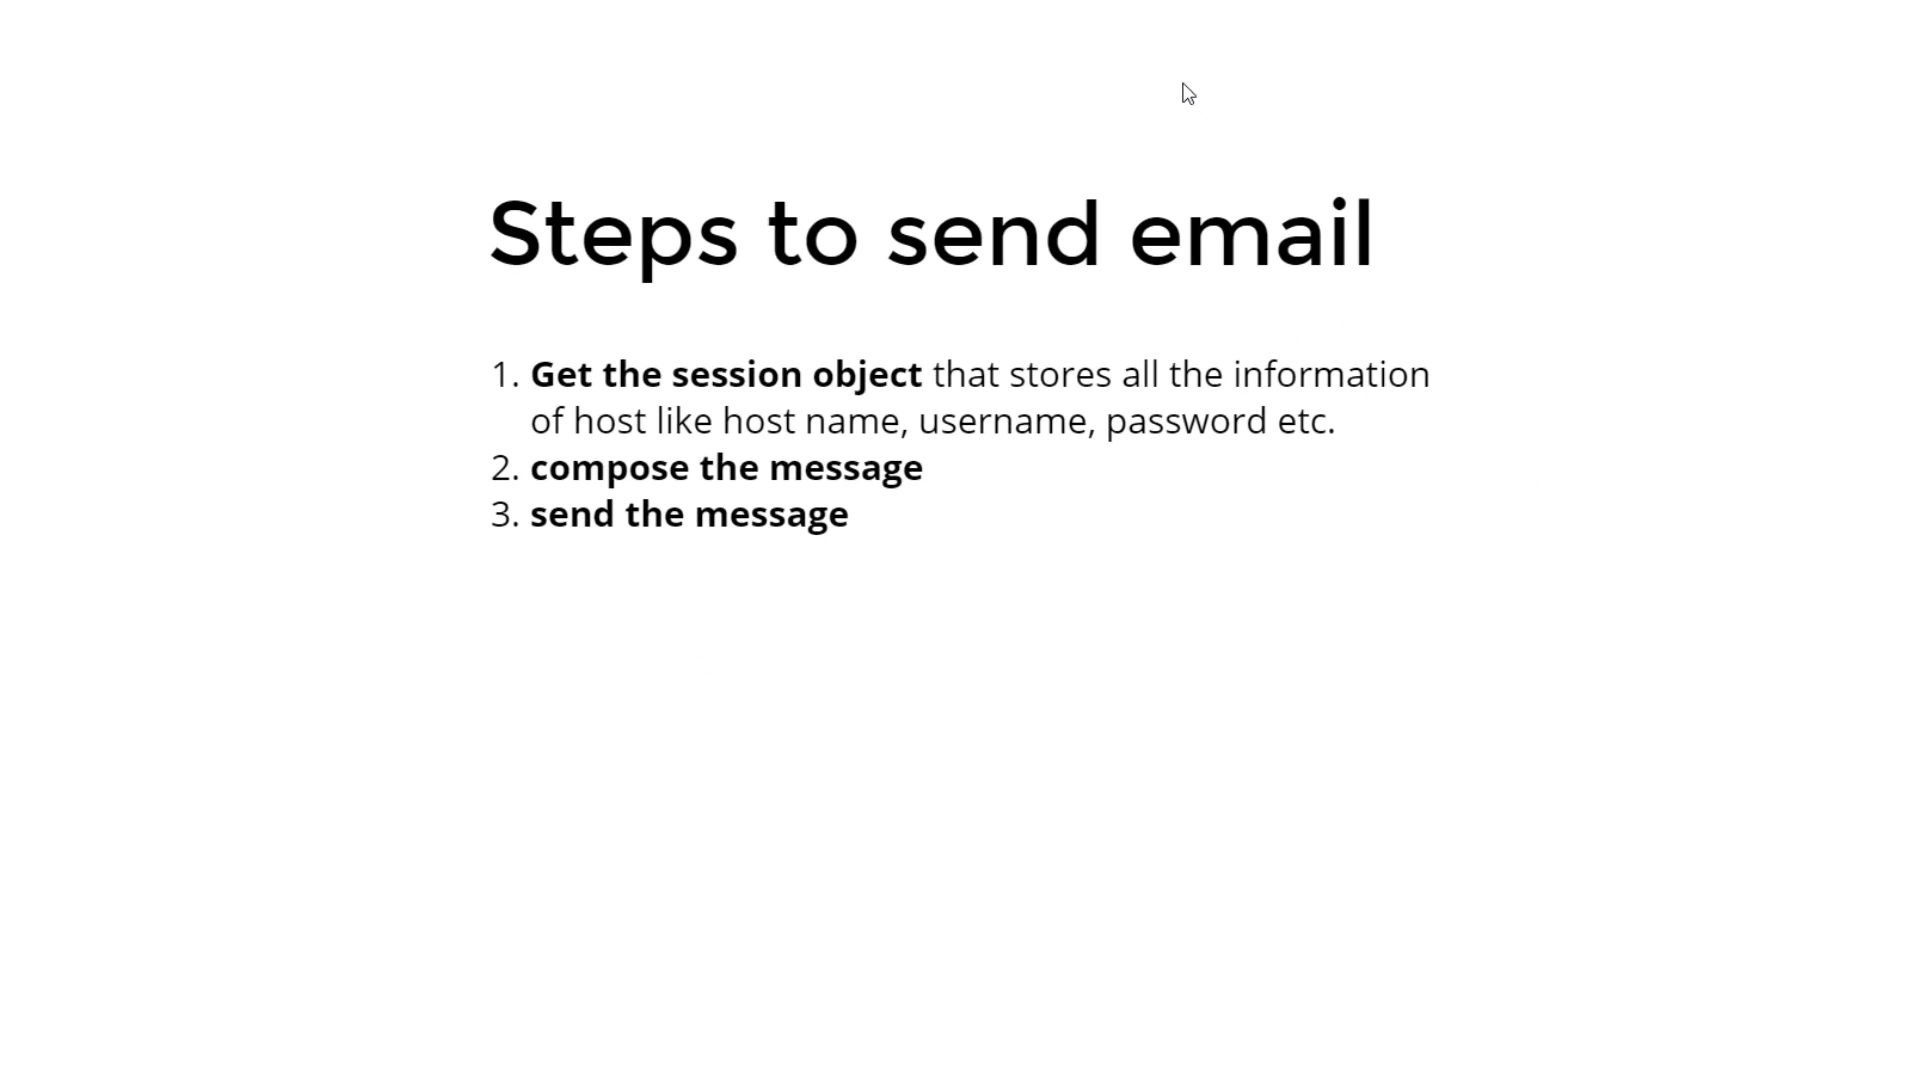 Steps to send email
1. Get the session object that stores all the information
of host like host name, username, password etc.
2. compose the message
3. send the message